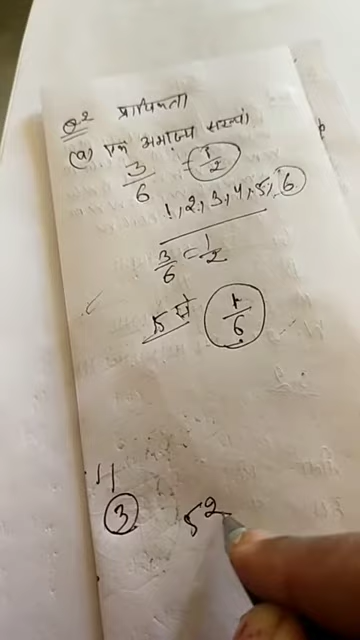 Q2 प्रायिकता
(a) एक अभाज्य संख्या
3/6 = 1/2
1, 2, 3, 4, 5, 6
3/6 = 1/2
5 से 1/6
3 52